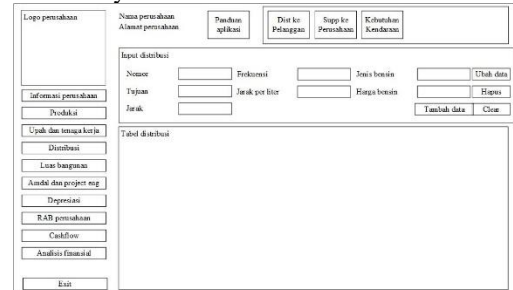 Logo perusahaan
Nama perusahaan
Alamat perusahaan
Panduan
aplikasi
Dist ke
Pelanggan
Supp ke
Perusahaan
Kebutuhan
Kendaraan
Input distribusi
Nomor
Frekuensi
Jenis bensin
Ubah data
Tujuan
Jarak per liter
Harga bensin
Hapus
Jarak
Tambah data
Clear
Tabel distribusi
Informasi perusahaan
Produksi
Upah dan tenaga kerja
Distribusi
Luas bangunan
Amdal dan project eng
Depresiasi
RAB perusahaan
Cashflow
Analisis finansial
Exit